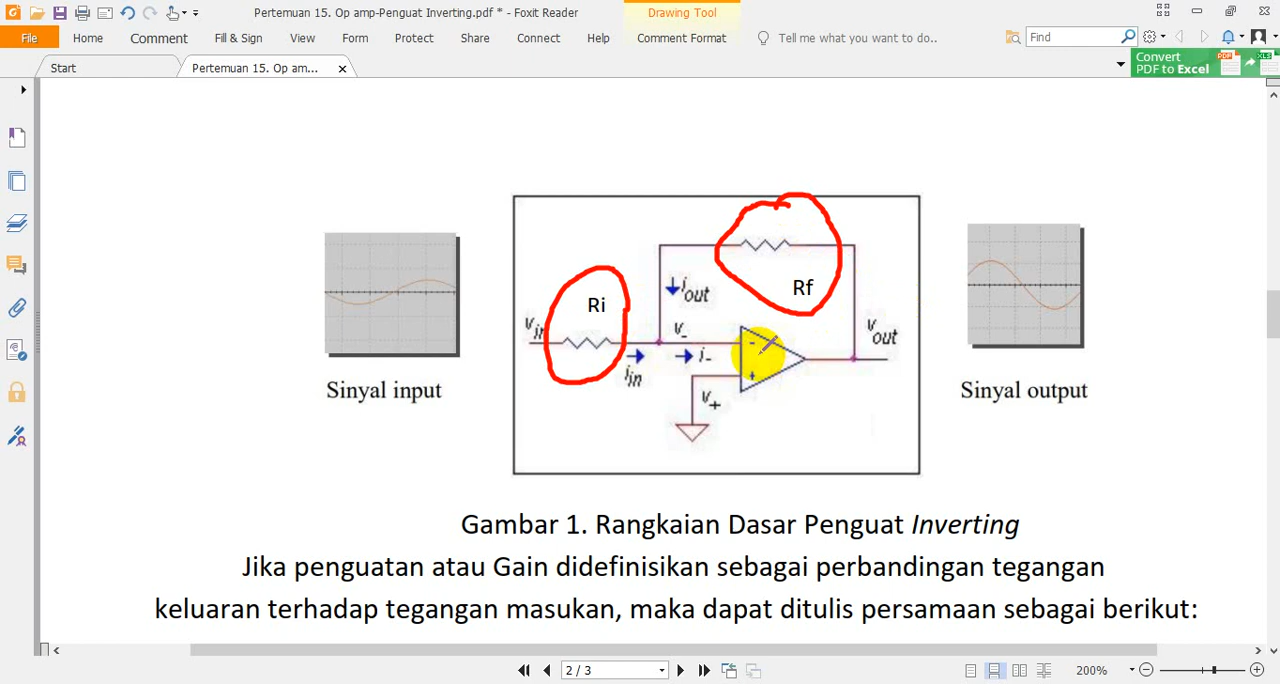 Pertemuan 15. Op amp-Penguat Inverting.pdf * - Foxit Reader
Drawing Tool
File
Home
Comment
Fill & Sign
View
Form
Protect
Share
Connect
Help
Comment Format
Tell me what you want to do..
Find
Start
Pertemuan 15. Op am...
Convert
PDF to Excel
Rf
iout
Ri
vin
v-
vout
i-
iin
v+
Sinyal input
Sinyal output
Gambar 1. Rangkaian Dasar Penguat Inverting
Jika penguatan atau Gain didefinisikan sebagai perbandingan tegangan
keluaran terhadap tegangan masukan, maka dapat ditulis persamaan sebagai berikut:
2 / 3
200%